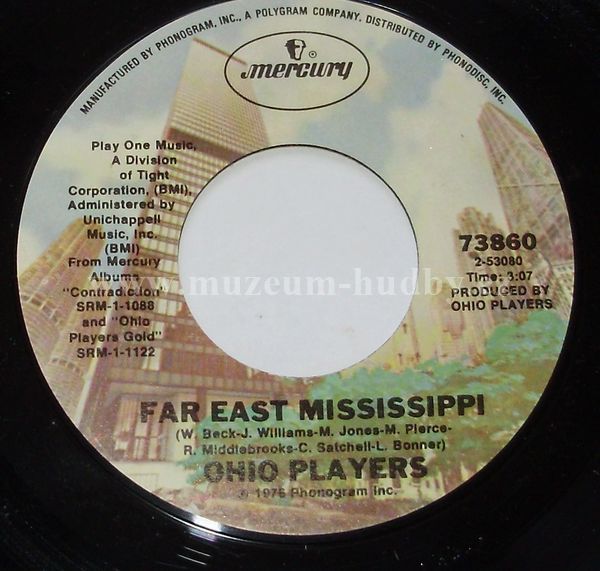 MANUFACTURED BY PHONOGRAM, INC., A POLYGRAM COMPANY. DISTRIBUTED BY PHONODISC, INC.
mercury
®
Play One Music,
A Division
of Tight
Corporation, (BMI),
Administered by
Unichappell
Music, Inc.
(BMI)
From Mercury
Albums
"Contradiction"
SRM-1-1088
and "Ohio
Players Gold"
SRM-1-1122
73860
2-53080
Time: 3:07
PRODUCED BY
OHIO PLAYERS
www.muzeum-hudby
FAR EAST MISSISSIPPI
(W. Beck-J. Williams-M. Jones-M. Pierce-
R. Middlebrooks-C. Satchell-L. Bonner)
OHIO PLAYERS
℗ 1976 Phonogram Inc.